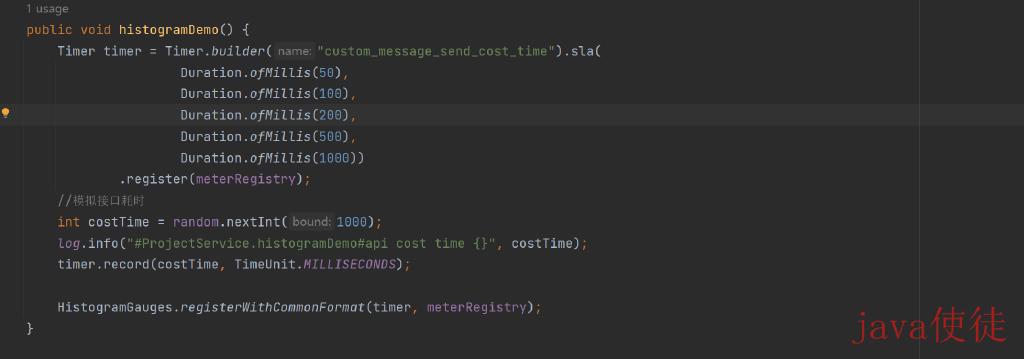 1 usage
public void histogramDemo() {
Timer timer = Timer.builder( name: "custom_message_send_cost_time").sla(
Duration.ofMillis(50),
Duration.ofMillis(100),
Duration.ofMillis(200),
Duration.ofMillis(500),
Duration.ofMillis(1000))
.register(meterRegistry);
//模拟接口耗时
int costTime = random.nextInt( bound: 1000);
log.info("#ProjectService.histogramDemo#api cost time {}", costTime);
timer.record(costTime, TimeUnit.MILLISECONDS);
HistogramGauges.registerWithCommonFormat(timer, meterRegistry);
}
java使徒